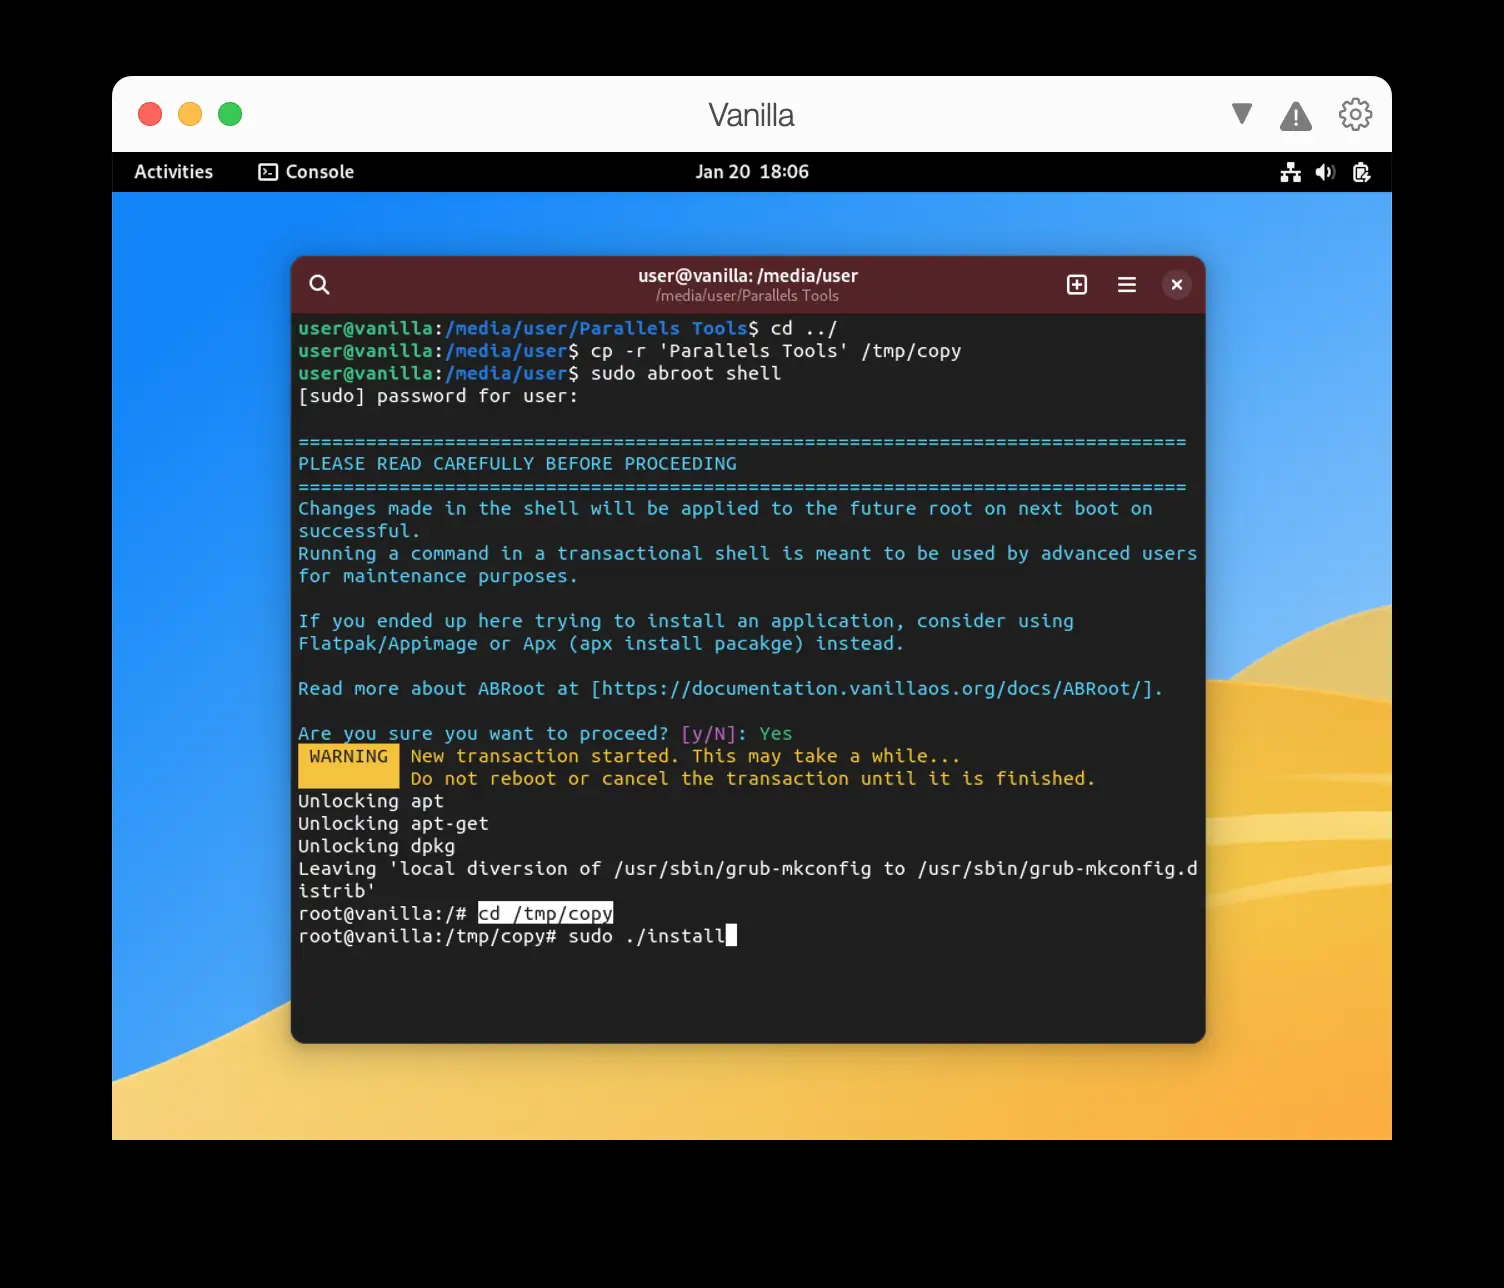 Vanilla
Activities Console Jan 20 18:06
user@vanilla: /media/user
/media/user/Parallels Tools
user@vanilla:/media/user/Parallels Tools$ cd ../
user@vanilla:/media/user$ cp -r 'Parallels Tools' /tmp/copy
user@vanilla:/media/user$ sudo abroot shell
[sudo] password for user:
===============================================================================
PLEASE READ CAREFULLY BEFORE PROCEEDING
===============================================================================
Changes made in the shell will be applied to the future root on next boot on
successful.
Running a command in a transactional shell is meant to be used by advanced users
for maintenance purposes.
If you ended up here trying to install an application, consider using
Flatpak/Appimage or Apx (apx install pacakge) instead.
Read more about ABRoot at [https://documentation.vanillaos.org/docs/ABRoot/].
Are you sure you want to proceed? [y/N]: Yes
WARNING New transaction started. This may take a while...
Do not reboot or cancel the transaction until it is finished.
Unlocking apt
Unlocking apt-get
Unlocking dpkg
Leaving 'local diversion of /usr/sbin/grub-mkconfig to /usr/sbin/grub-mkconfig.d
istrib'
root@vanilla:/# cd /tmp/copy
root@vanilla:/tmp/copy# sudo ./install